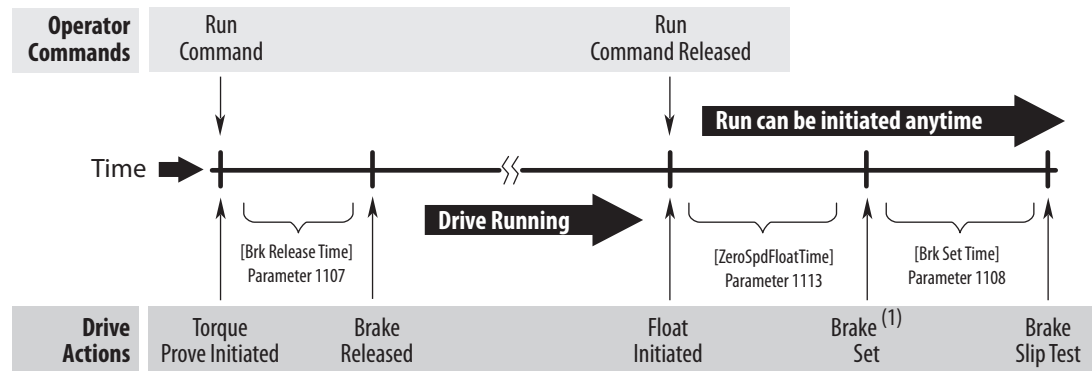 Operator
Commands
Run
Command
Run
Command Released
Run can be initiated anytime
Time
Drive Running
[Brk Release Time]
Parameter 1107
[ZeroSpdFloatTime]
Parameter 1113
[Brk Set Time]
Parameter 1108
Drive
Actions
Torque
Prove Initiated
Brake
Released
Float
Initiated
Brake (1)
Set
Brake
Slip Test